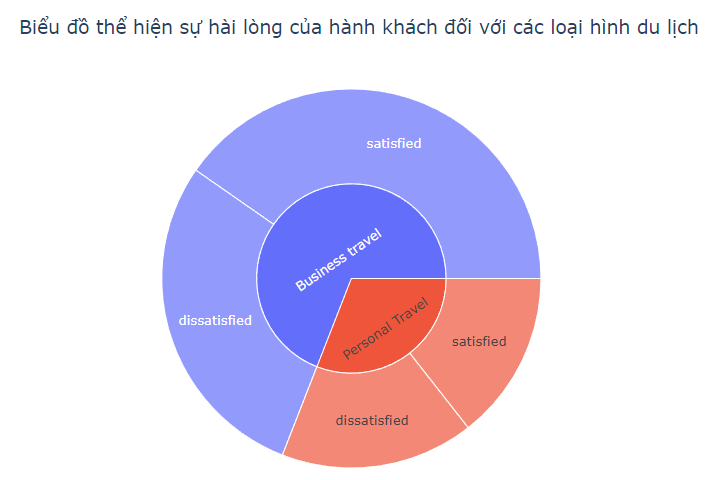 Biểu đồ thể hiện sự hài lòng của hành khách đối với các loại hình du lịch
satisfied
Business travel
dissatisfied
Personal Travel
satisfied
dissatisfied